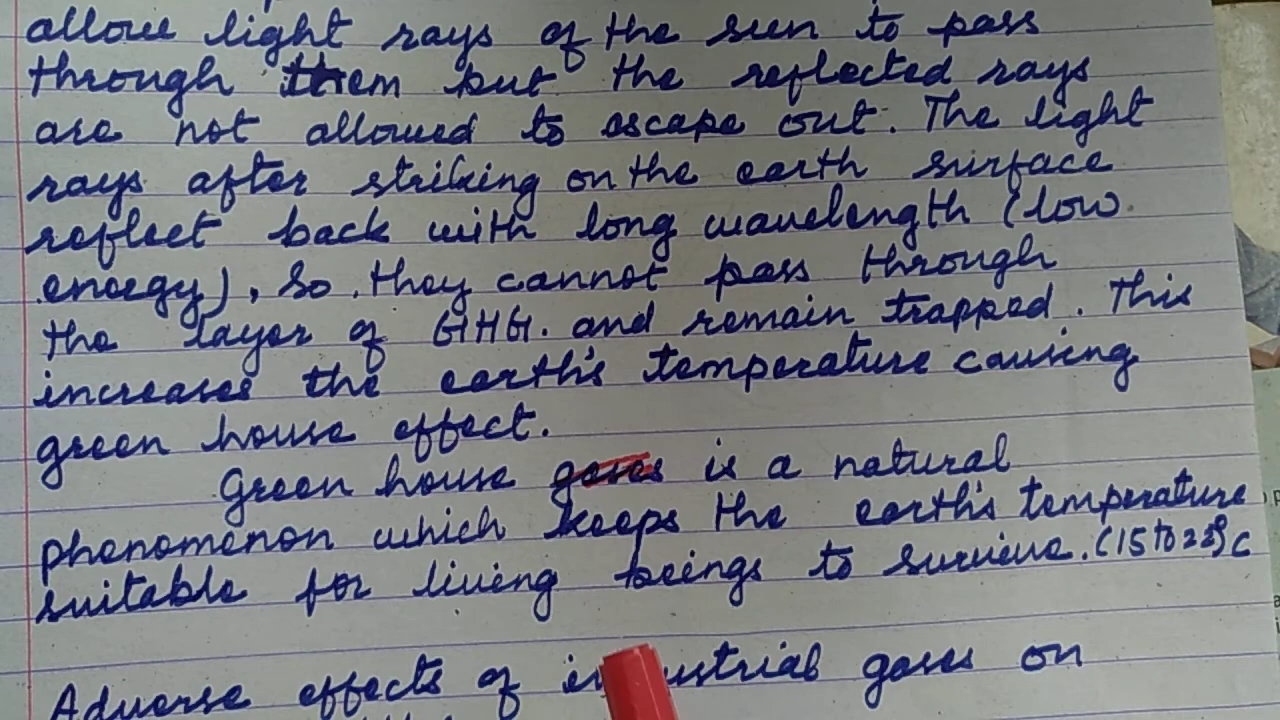 allow light rays of the sun to pass
through them but the reflected rays
are not allowed to escape out. The light
rays after striking on the earth surface
reflect back with long wavelength (low
energy), so, they cannot pass through
the layer of GHG. and remain trapped. This
increases the earth's temperature causing
green house effect.
Green house gases is a natural
phenomenon which keeps the earth's temperature
suitable for living beings to survive. (15 to 22)°C
Adverse effects of industrial gases on